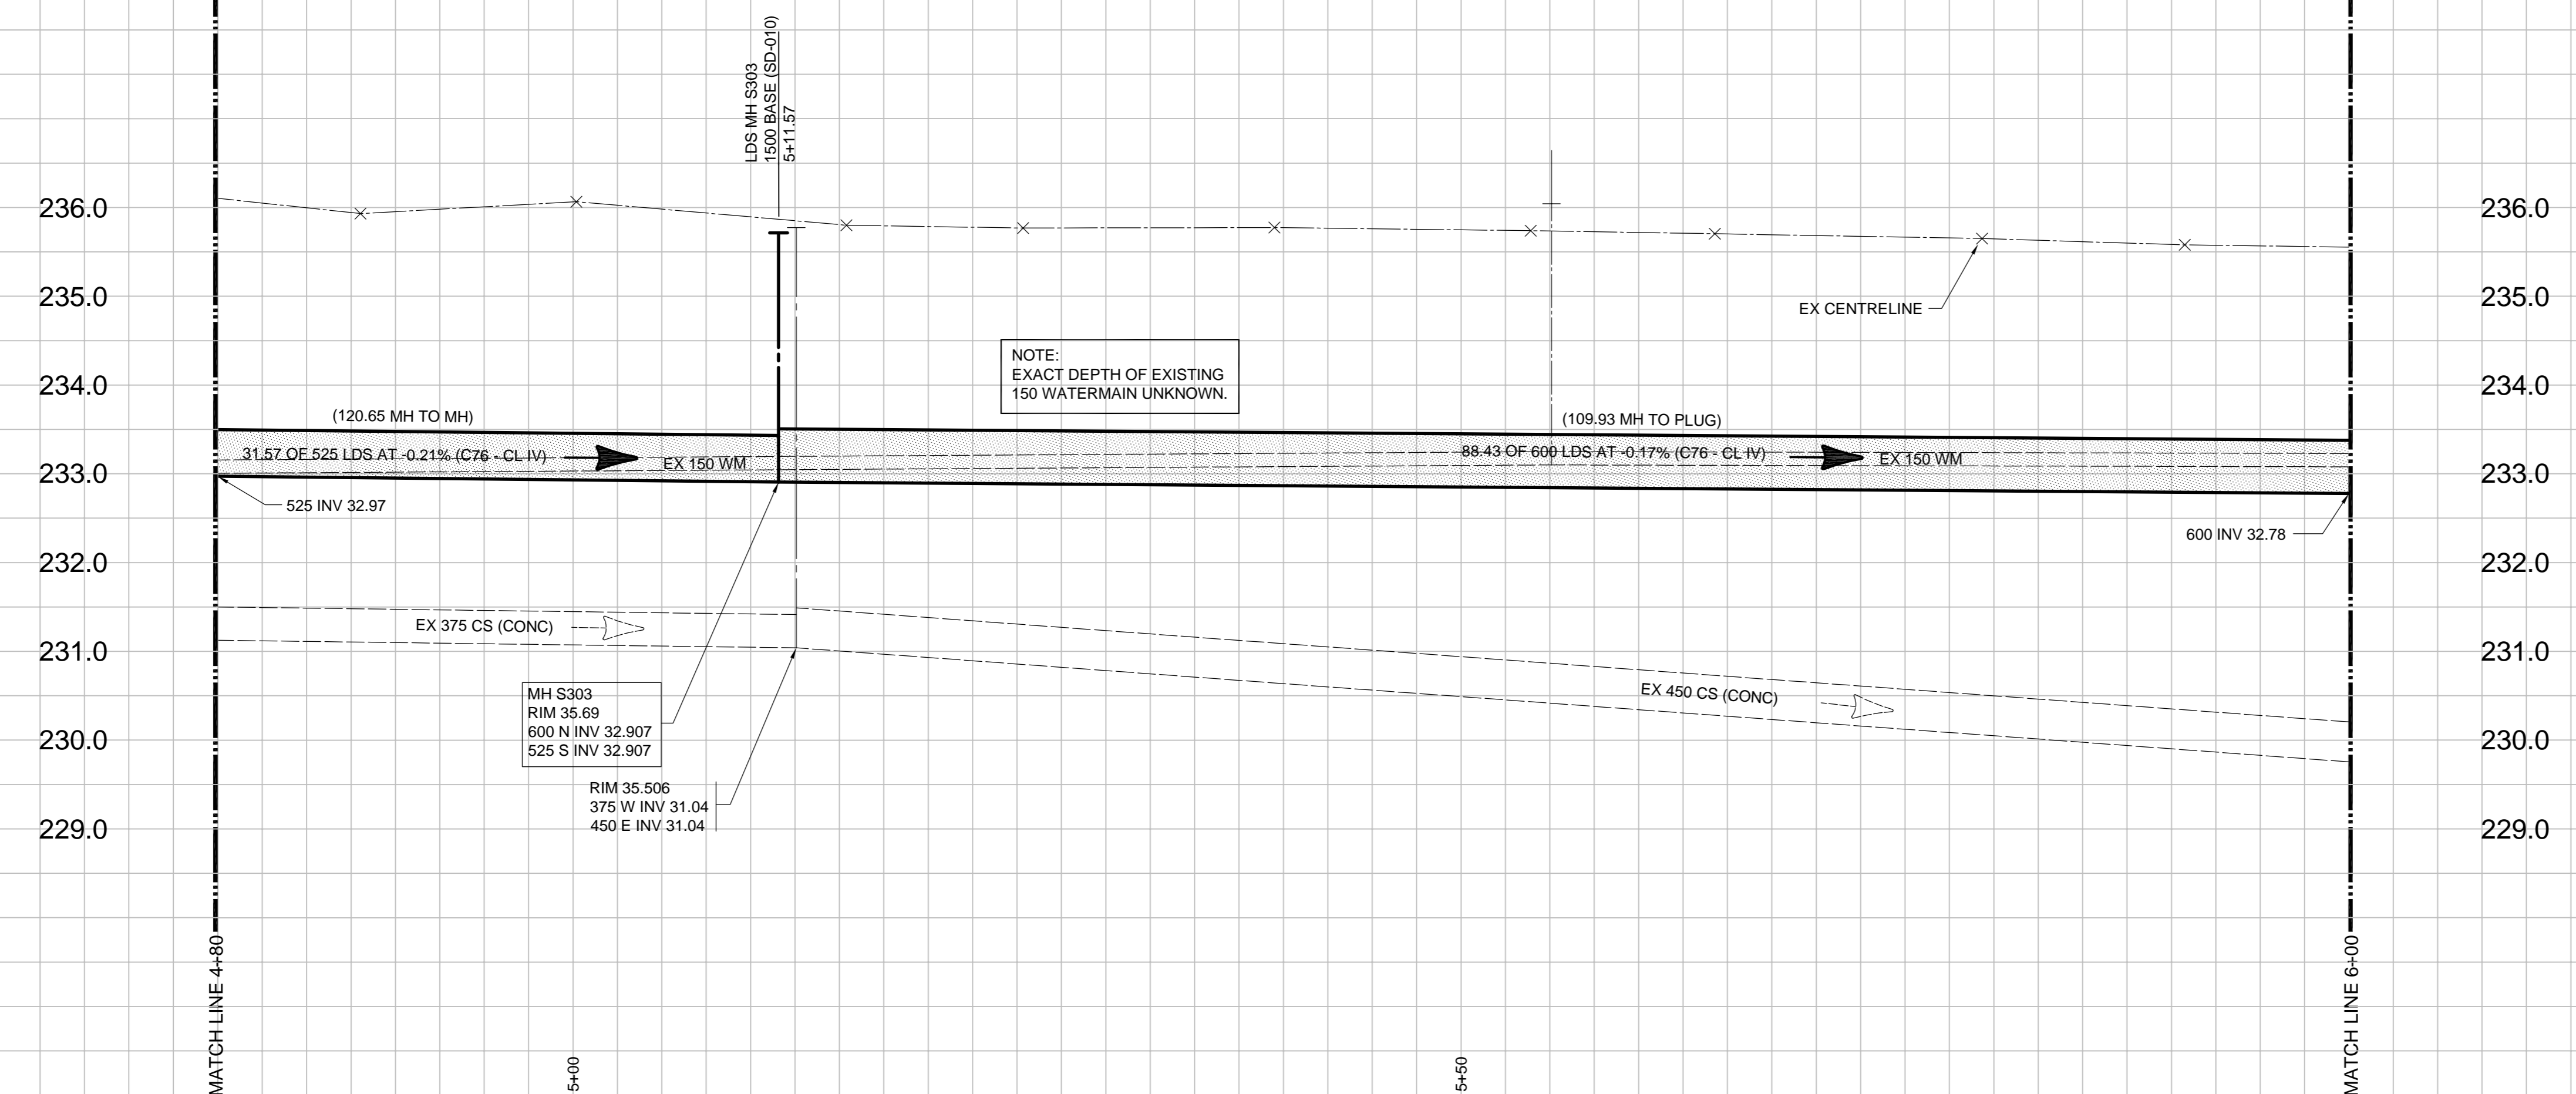 LDS MH S303
1500 BASE (SD-010)
5+11.57
236.0
236.0
235.0
235.0
EX CENTRELINE
NOTE:
EXACT DEPTH OF EXISTING
150 WATERMAIN UNKNOWN.
234.0
234.0
(120.65 MH TO MH)
(109.93 MH TO PLUG)
31.57 OF 525 LDS AT -0.21% (C76 - CL IV)
EX 150 WM
88.43 OF 600 LDS AT -0.17% (C76 - CL IV)
EX 150 WM
233.0
233.0
525 INV 32.97
600 INV 32.78
232.0
232.0
EX 375 CS (CONC)
231.0
231.0
EX 450 CS (CONC)
MH S303
RIM 35.69
600 N INV 32.907
525 S INV 32.907
230.0
230.0
RIM 35.506
375 W INV 31.04
450 E INV 31.04
229.0
229.0
MATCH LINE 4+80
MATCH LINE 6+00
5+00
5+50